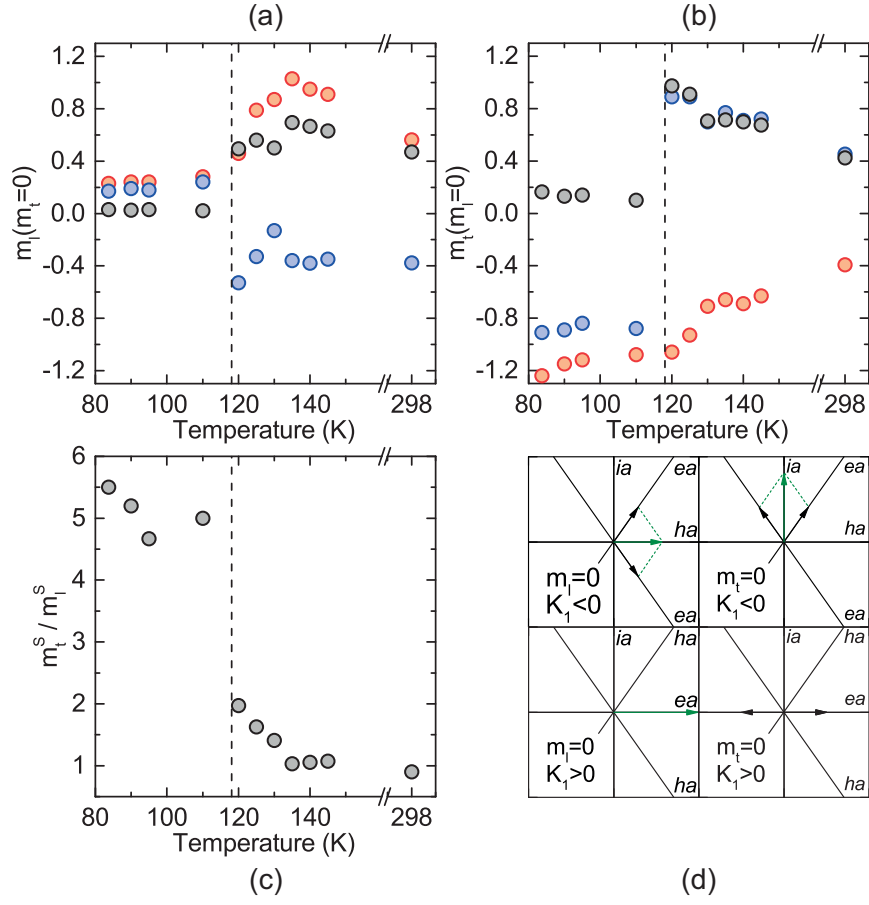 (a)
(b)
1.2
0.8
0.4
0.0
-0.4
-0.8
-1.2
m_l(m_t=0)
80 100 120 140 298
Temperature (K)
1.2
0.8
0.4
0.0
-0.4
-0.8
-1.2
m_t(m_l=0)
80 100 120 140 298
Temperature (K)
6
5
4
3
2
1
m_t^S / m_l^S
80 100 120 140 298
Temperature (K)
ia ea
ha
m_l=0
K_1<0
ea
ia ea
ha
m_t=0
K_1<0
ea
ia ha
ea
m_l=0
K_1>0
ha
ia ha
ea
m_t=0
K_1>0
ha
(c)
(d)